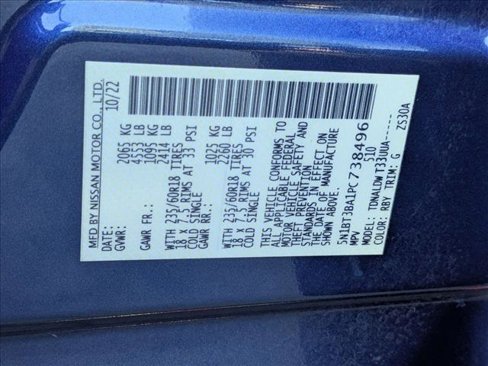 MFD BY NISSAN MOTOR CO., LTD.
DATE: 10/22
GVWR: 2065 KG
4553 LB
GAWR FR.: 1095 KG
2414 LB
WITH 235/60R18 TIRES
18 X 7.5 RIMS AT 33 PSI
COLD SINGLE
GAWR RR.: 1025 KG
2260 LB
WITH 235/60R18 TIRES
18 X 7.5 RIMS AT 30 PSI
COLD SINGLE
THIS VEHICLE CONFORMS TO
ALL APPLICABLE FEDERAL
MOTOR VEHICLE SAFETY AND
THEFT PREVENTION
STANDARDS IN EFFECT ON
THE DATE OF MANUFACTURE
SHOWN ABOVE.
5N1BT3BA1PC738496
MPV 510
MODEL: TDNALDW T33UUA------
COLOR: RBY TRIM: G ZS30A